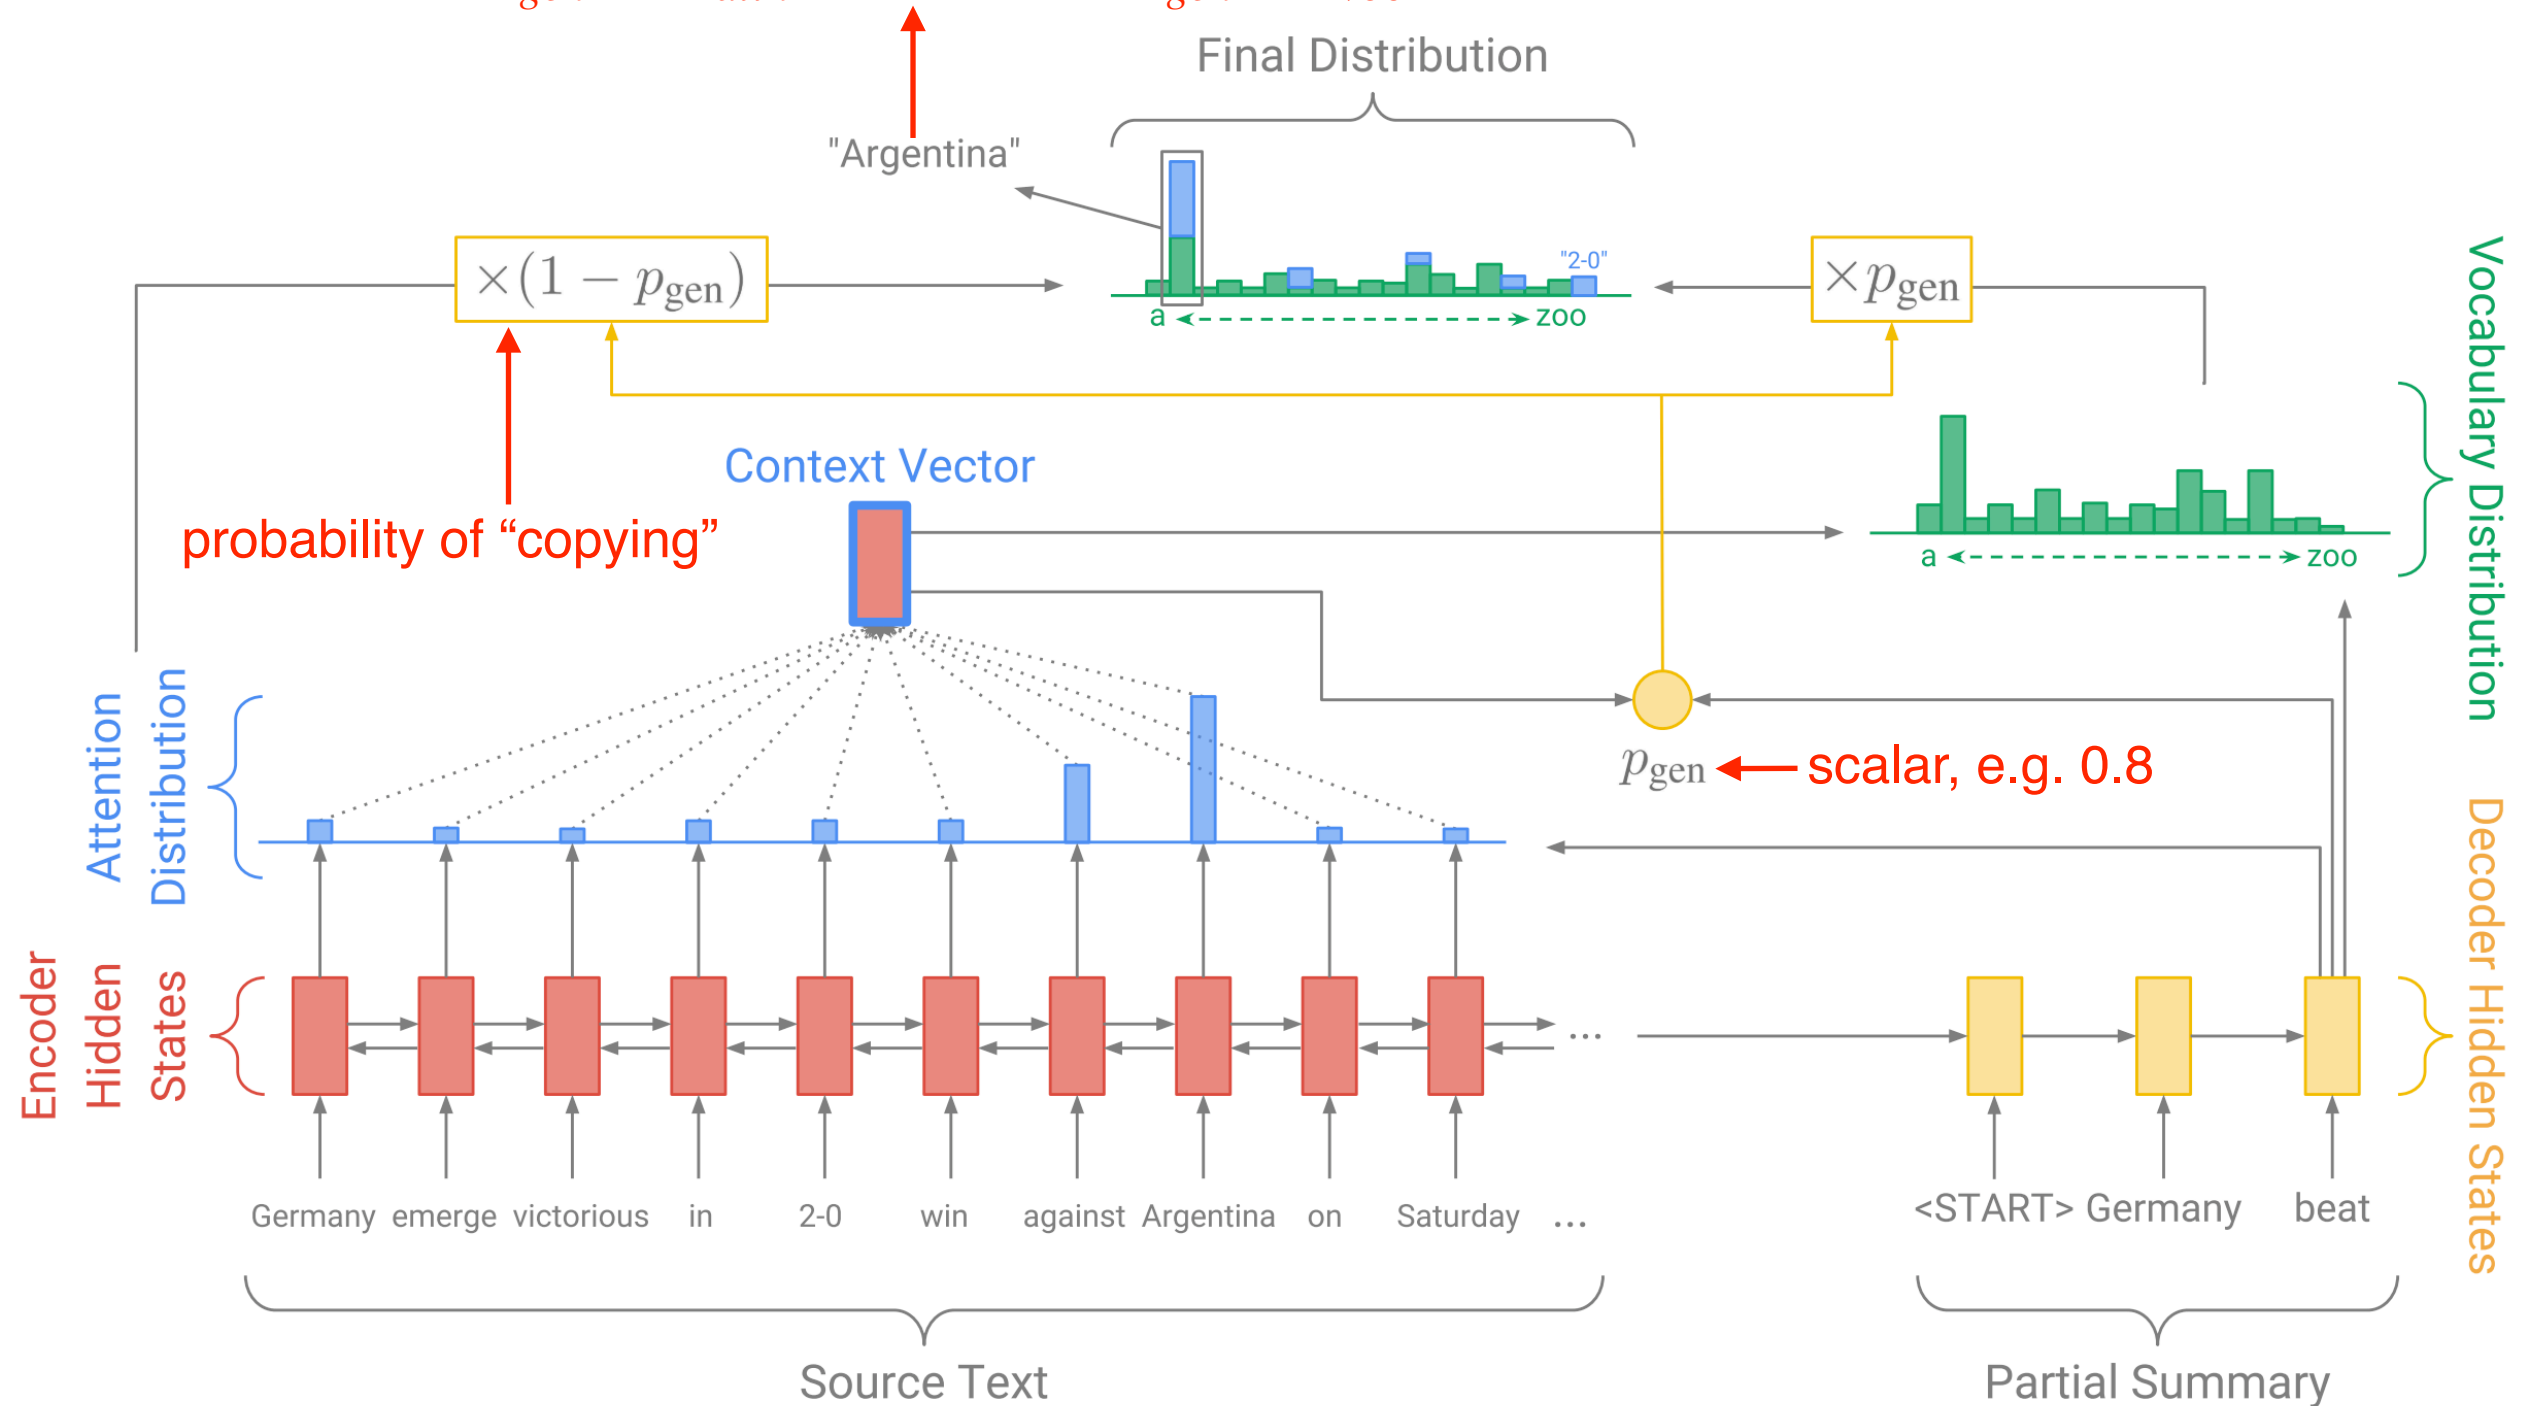 Final Distribution
"Argentina"
"2-0"
a
zoo
×(1 − pgen)
×pgen
Context Vector
probability of “copying”
a
zoo
Vocabulary Distribution
Attention
Distribution
pgen
scalar, e.g. 0.8
Encoder
Hidden
States
Decoder Hidden States
...
Germany emerge victorious in 2-0 win against Argentina on Saturday ...
<START> Germany beat
Source Text
Partial Summary